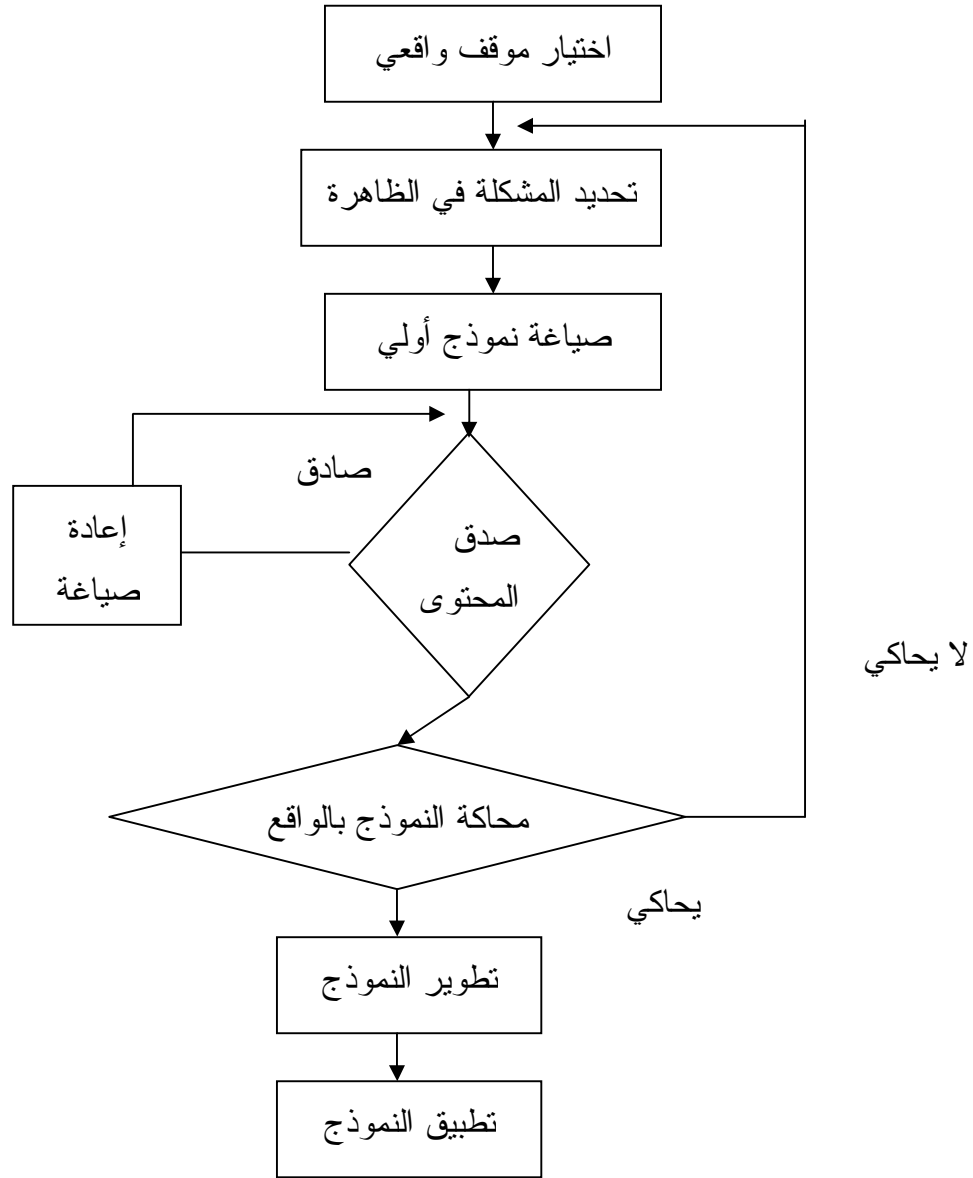 اختيار موقف واقعي
تحديد المشكلة في الظاهرة
صياغة نموذج أولي
صادق
إعادة
صياغة
صدق
المحتوى
لا يحاكي
محاكة النموذج بالواقع
يحاكي
تطوير النموذج
تطبيق النموذج